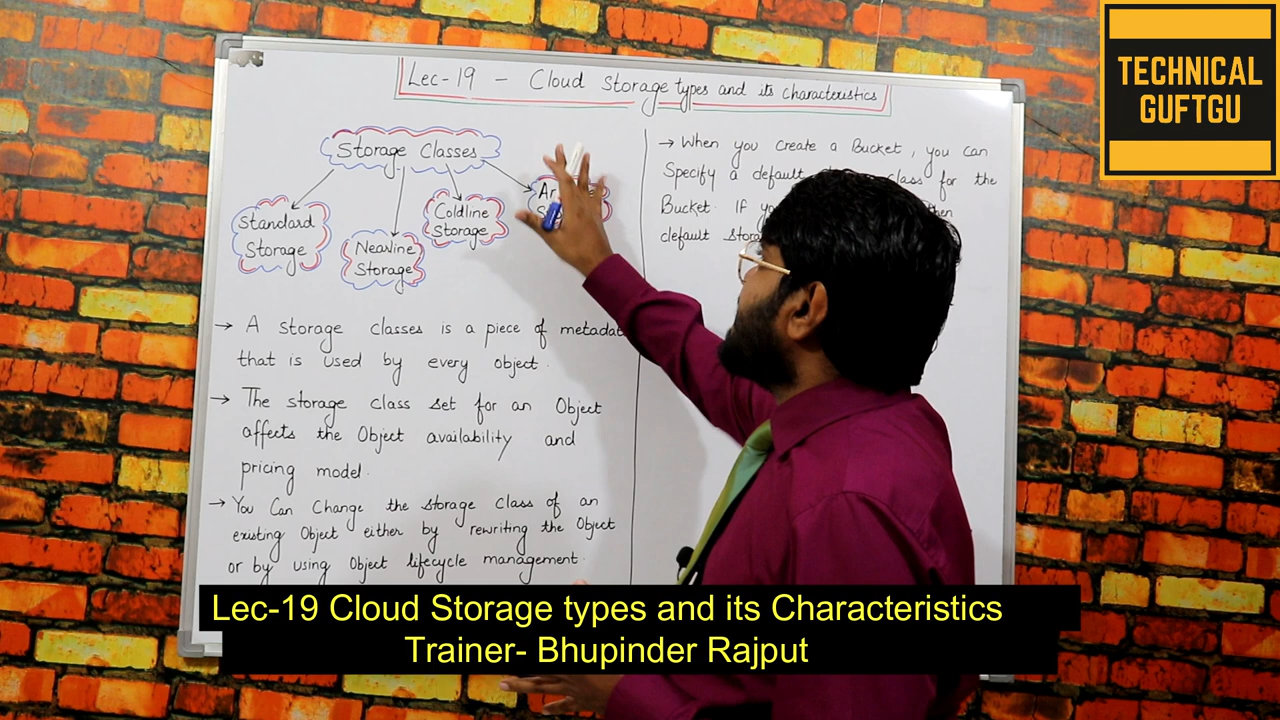 TECHNICAL
GUFTGU
Lec-19 - Cloud Storage types and its characteristics
Storage Classes
Standard
Storage
Nearline
Storage
Coldline
Storage
→ A storage classes is a piece of
that is used by every object.
→ The storage class set for an Object
affects the Object availability and
pricing model.
→ You Can Change the storage class of an
existing Object either by rewriting the Object
or by using Object lifecycle management.
→ When you create a Bucket, you can
Specify a default class for the
Bucket. If
default
Lec-19 Cloud Storage types and its Characteristics
Trainer- Bhupinder Rajput